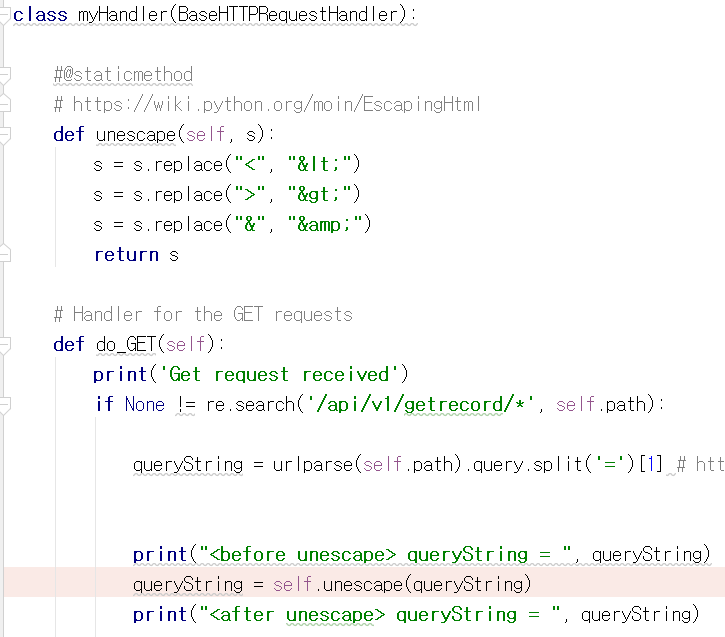 class myHandler(BaseHTTPRequestHandler):
#@staticmethod
# https://wiki.python.org/moin/EscapingHtml
def unescape(self, s):
s = s.replace("<", "&lt;")
s = s.replace(">", "&gt;")
s = s.replace("&", "&amp;")
return s
# Handler for the GET requests
def do_GET(self):
print('Get request received')
if None != re.search('/api/v1/getrecord/*', self.path):
queryString = urlparse(self.path).query.split('=')[1] # htt
print("<before unescape> queryString = ", queryString)
queryString = self.unescape(queryString)
print("<after unescape> queryString = ", queryString)